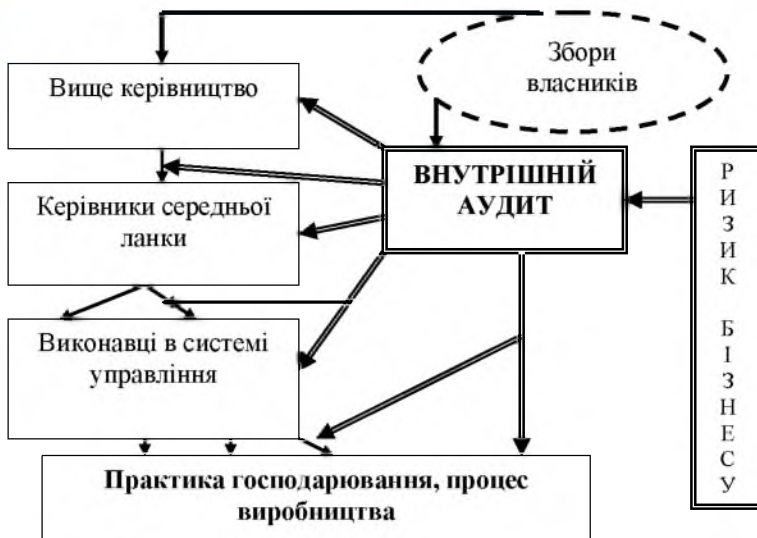 Збори
власників
Вище керівництво
ВНУТРІШНІЙ
АУДИТ
Керівники середньої
ланки
Виконавці в системі
управління
Практика господарювання, процес
виробництва
Р
И
З
И
К
Б
І
З
Н
Е
С
У